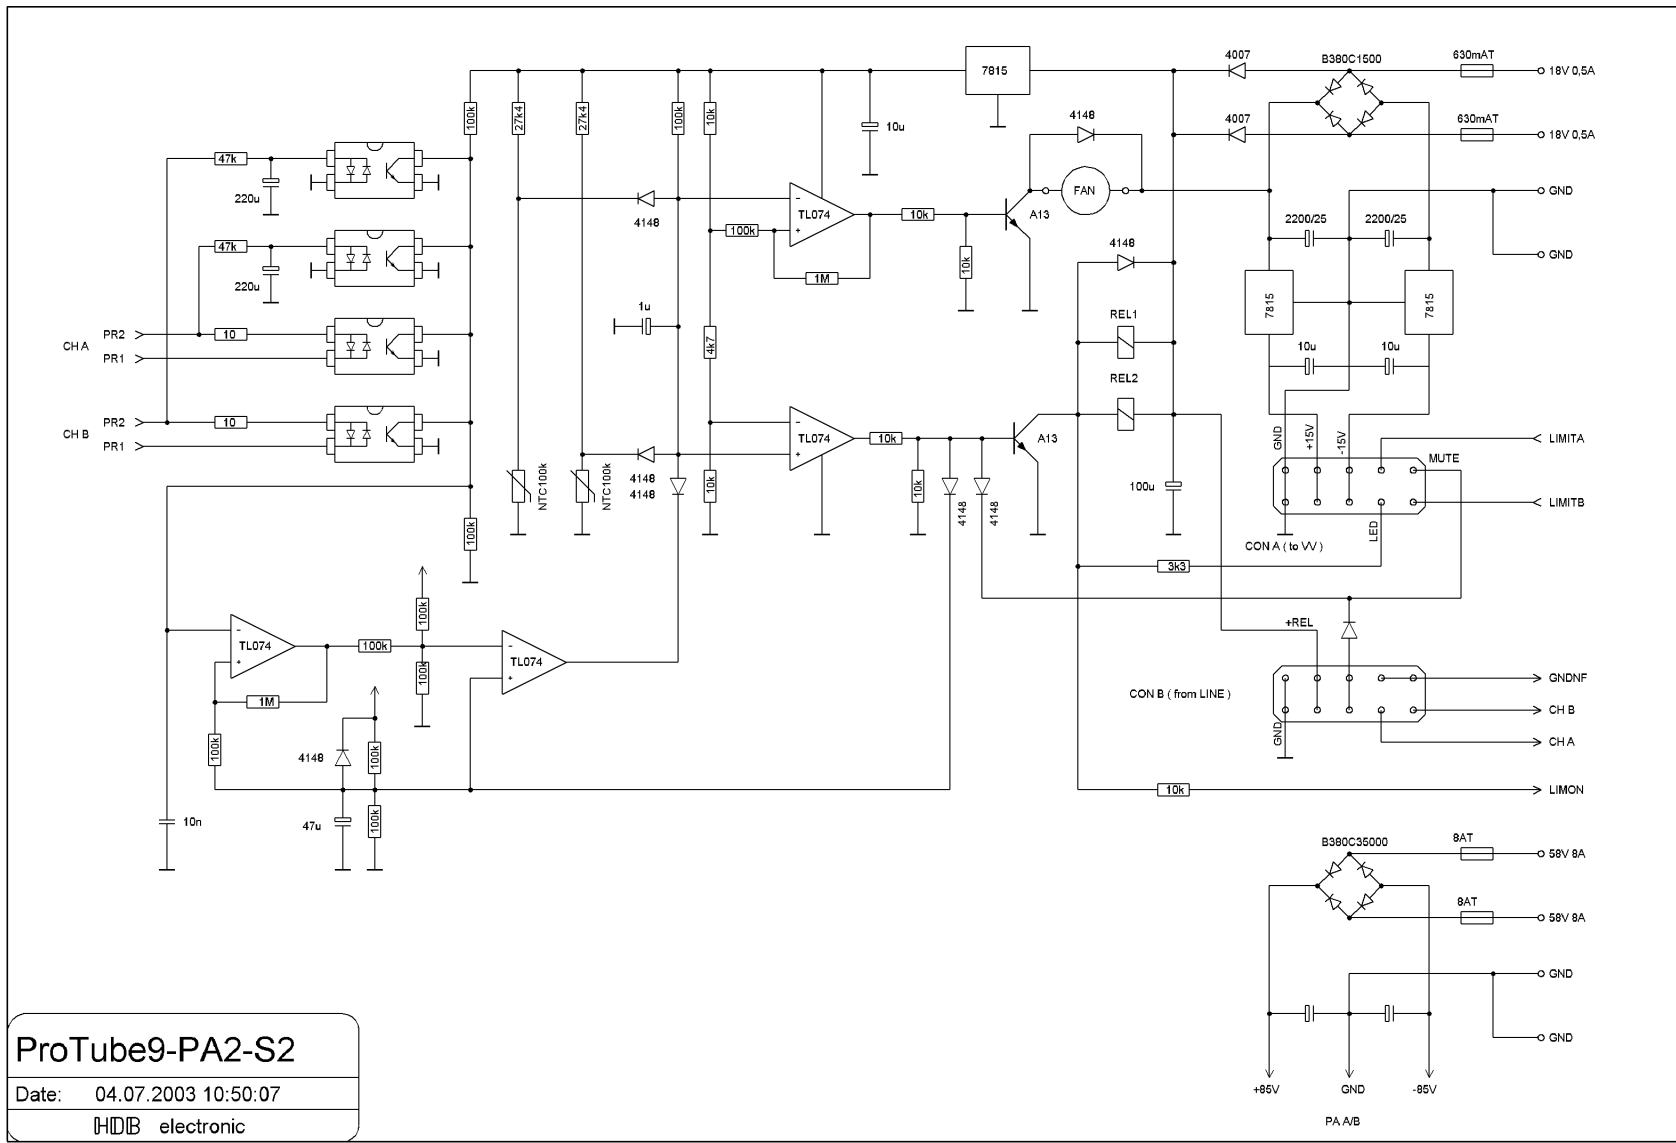 4007
B380C1500
630mAT
18V 0,5A
7815
100k
27k4
27k4
100k
10k
10u
4148
4007
630mAT
18V 0,5A
47k
220u
4148
TL074
-
+
100k
1M
10k
10k
A13
FAN
GND
2200/25
2200/25
GND
47k
220u
4148
7815
7815
1u
4k7
REL1
REL2
10u
10u
CH A
PR2
10
PR1
CH B
PR2
10
PR1
4148
4148
NTC100k
NTC100k
10k
TL074
-
+
10k
10k
A13
4148
4148
100u
GND
+15V
-15V
MUTE
LIMITA
LIMITB
LED
CON A ( to VV )
100k
3k3
TL074
-
+
1M
100k
100k
100k
100k
TL074
-
+
+REL
CON B ( from LINE )
GND
GNDNF
CH B
CH A
4148
100k
100k
47u
10n
10k
LIMON
B380C35000
8AT
58V 8A
8AT
58V 8A
GND
GND
+85V
GND
-85V
PA A/B
ProTube9-PA2-S2
Date: 04.07.2003 10:50:07
HDB electronic